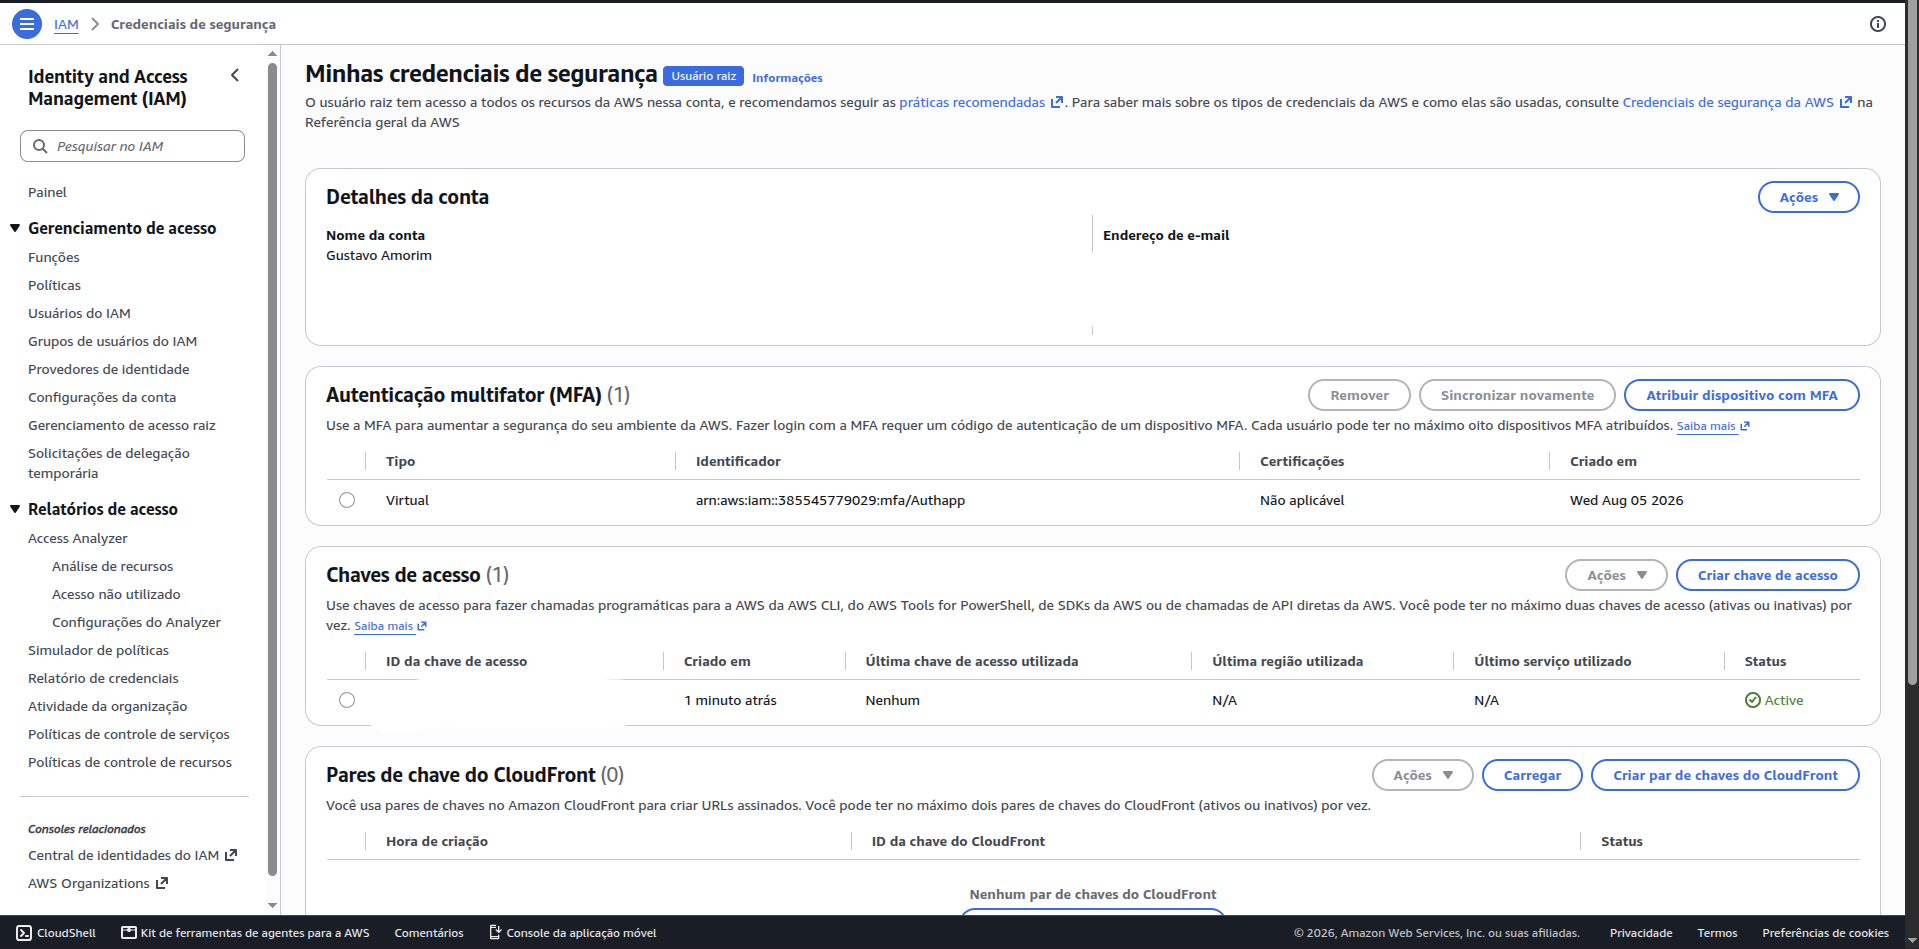 IAM > Credenciais de segurança
Identity and Access
Management (IAM)
Pesquisar no IAM
Painel
Gerenciamento de acesso
Funções
Políticas
Usuários do IAM
Grupos de usuários do IAM
Provedores de identidade
Configurações da conta
Gerenciamento de acesso raiz
Solicitações de delegação
temporária
Relatórios de acesso
Access Analyzer
Análise de recursos
Acesso não utilizado
Configurações do Analyzer
Simulador de políticas
Relatório de credenciais
Atividade da organização
Políticas de controle de serviços
Políticas de controle de recursos
Consoles relacionados
Central de identidades do IAM
AWS Organizations
Minhas credenciais de segurança Usuário raiz Informações
O usuário raiz tem acesso a todos os recursos da AWS nessa conta, e recomendamos seguir as práticas recomendadas. Para saber mais sobre os tipos de credenciais da AWS e como elas são usadas, consulte Credenciais de segurança da AWS na
Referência geral da AWS
Detalhes da conta Ações
Nome da conta Endereço de e-mail
Gustavo Amorim
Autenticação multifator (MFA) (1) Remover Sincronizar novamente Atribuir dispositivo com MFA
Use a MFA para aumentar a segurança do seu ambiente da AWS. Fazer login com a MFA requer um código de autenticação de um dispositivo MFA. Cada usuário pode ter no máximo oito dispositivos MFA atribuídos. Saiba mais
Tipo Identificador Certificações Criado em
Virtual arn:aws:iam::385545779029:mfa/Authapp Não aplicável Wed Aug 05 2026
Chaves de acesso (1) Ações Criar chave de acesso
Use chaves de acesso para fazer chamadas programáticas para a AWS da AWS CLI, do AWS Tools for PowerShell, de SDKs da AWS ou de chamadas de API diretas da AWS. Você pode ter no máximo duas chaves de acesso (ativas ou inativas) por
vez. Saiba mais
ID da chave de acesso Criado em Última chave de acesso utilizada Última região utilizada Último serviço utilizado Status
1 minuto atrás Nenhum N/A N/A Active
Pares de chave do CloudFront (0) Ações Carregar Criar par de chaves do CloudFront
Você usa pares de chaves no Amazon CloudFront para criar URLs assinados. Você pode ter no máximo dois pares de chaves do CloudFront (ativos ou inativos) por vez.
Hora de criação ID da chave do CloudFront Status
Nenhum par de chaves do CloudFront
CloudShell Kit de ferramentas de agentes para a AWS Comentários Console da aplicação móvel © 2026, Amazon Web Services, Inc. ou suas afiliadas. Privacidade Termos Preferências de cookies